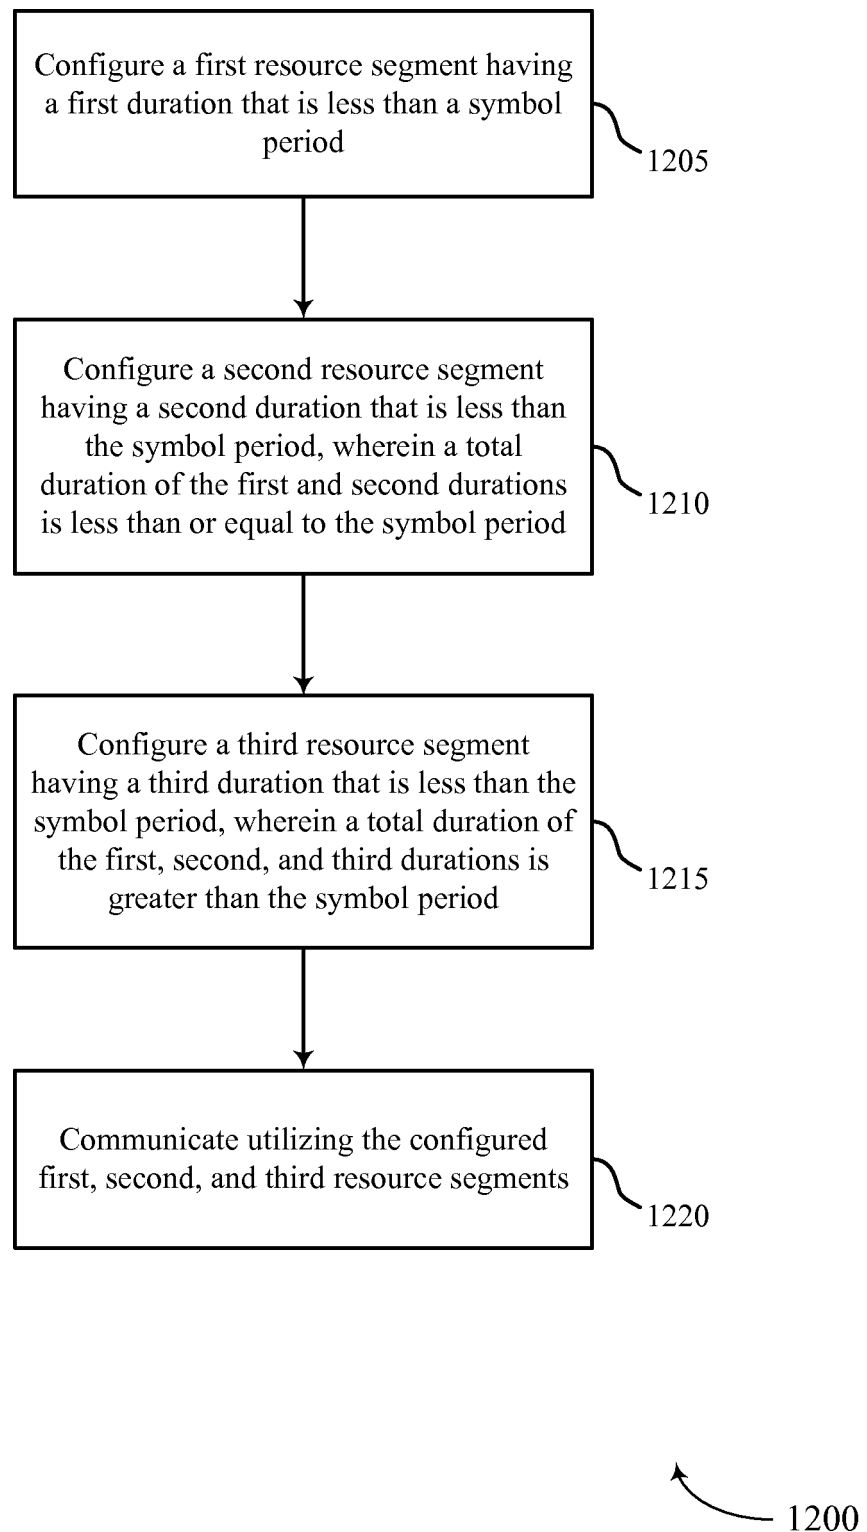 Configure a first resource segment having
a first duration that is less than a symbol
period
1205
Configure a second resource segment
having a second duration that is less than
the symbol period, wherein a total
duration of the first and second durations
is less than or equal to the symbol period
1210
Configure a third resource segment
having a third duration that is less than the
symbol period, wherein a total duration of
the first, second, and third durations is
greater than the symbol period
1215
Communicate utilizing the configured
first, second, and third resource segments
1220
1200